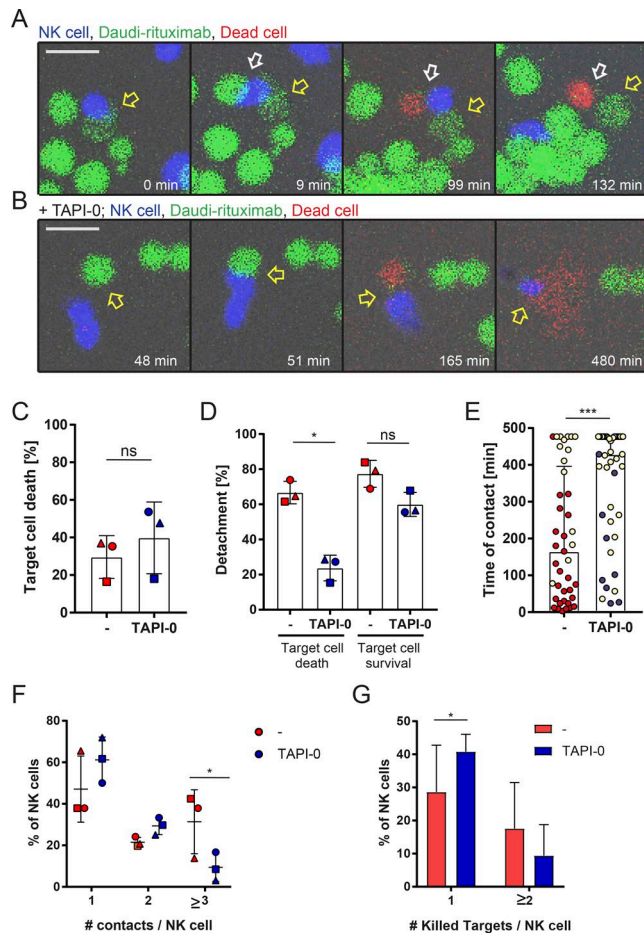 A
NK cell, Daudi-rituximab, Dead cell
0 min
9 min
99 min
132 min
B
+ TAPI-0; NK cell, Daudi-rituximab, Dead cell
48 min
51 min
165 min
480 min
C
Target cell death [%]
100
80
60
40
20
0
ns
-
TAPI-0
D
Detachment [%]
100
80
60
40
20
0
*
ns
-
TAPI-0
-
TAPI-0
Target cell death
Target cell survival
E
Time of contact [min]
500
400
300
200
100
0
***
-
TAPI-0
F
% of NK cells
80
60
40
20
0
*
1
2
≥3
# contacts / NK cell
-
TAPI-0
G
% of NK cells
50
40
30
20
10
0
*
1
≥2
# Killed Targets / NK cell
-
TAPI-0